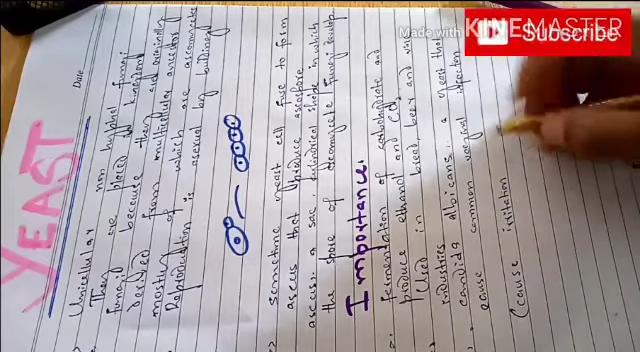 YEAST
Date
Unicellular non hyphal fungi
They are placed in kingdom
fungi because they are
Derived from multicellular ancestor
mostly of which are ascomycetes
Reproduction is asexual by budding
sometime yeast cell fuse to form
ascus that produce ascospore
ascus: a sac cylindrical shape in which
the spore of ascomycete fungi develop.
Importance.
fermentation of carbohydrate and
produce ethanol and CO2
Used in bread, beer and wine
industries
candida albicans, a yeast that
cause common infection
(cause irritation
Made with KINEMASTER
Subscribe